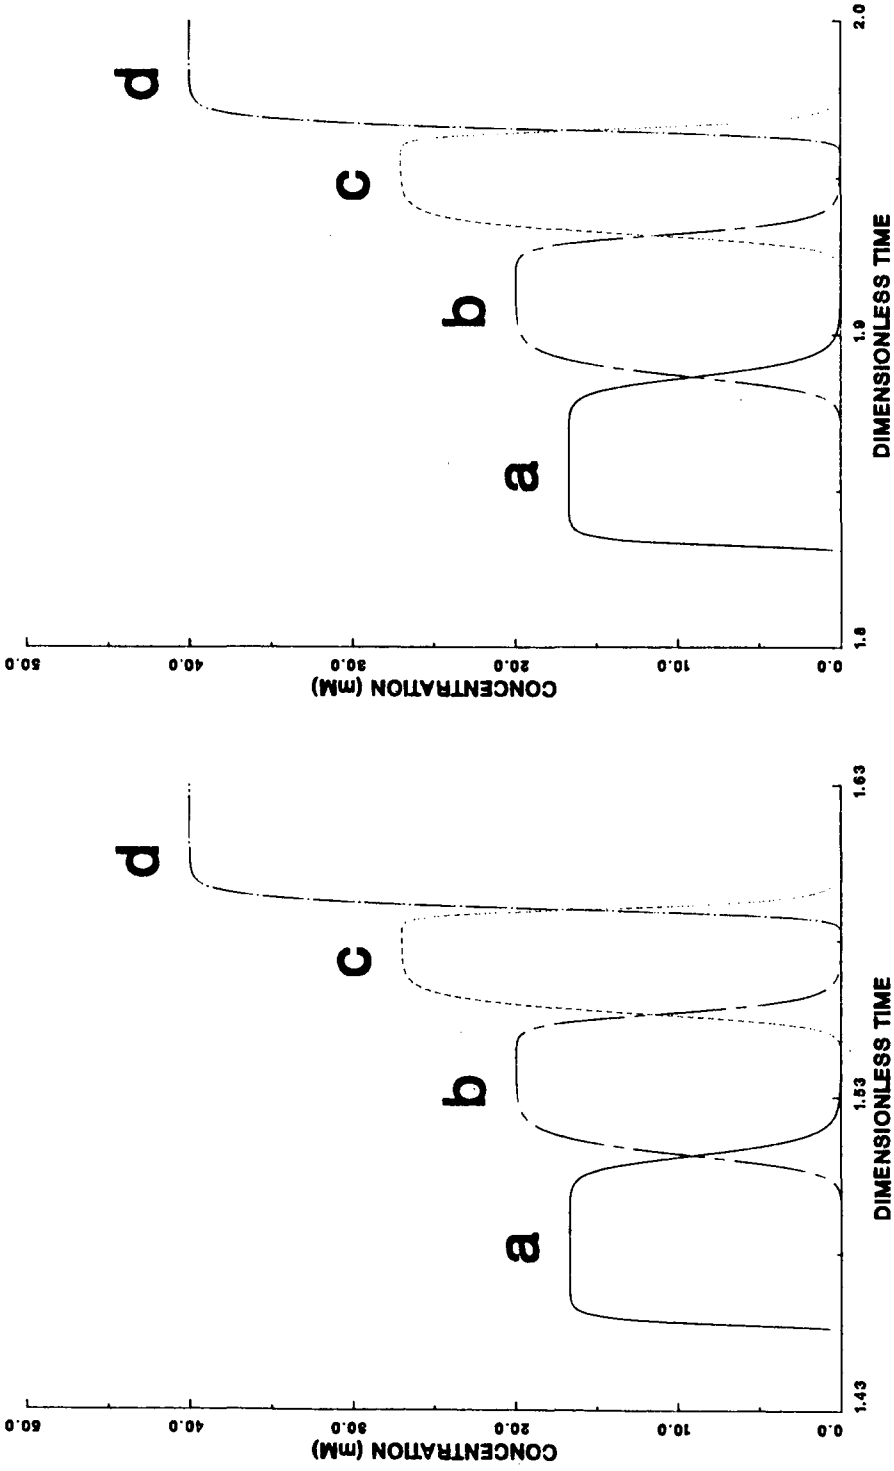 50.0
40.0
30.0
20.0
10.0
0.0
CONCENTRATION (mM)
a
b
c
d
1.43
1.53
1.63
DIMENSIONLESS TIME
50.0
40.0
30.0
20.0
10.0
0.0
CONCENTRATION (mM)
a
b
c
d
1.8
1.9
2.0
DIMENSIONLESS TIME